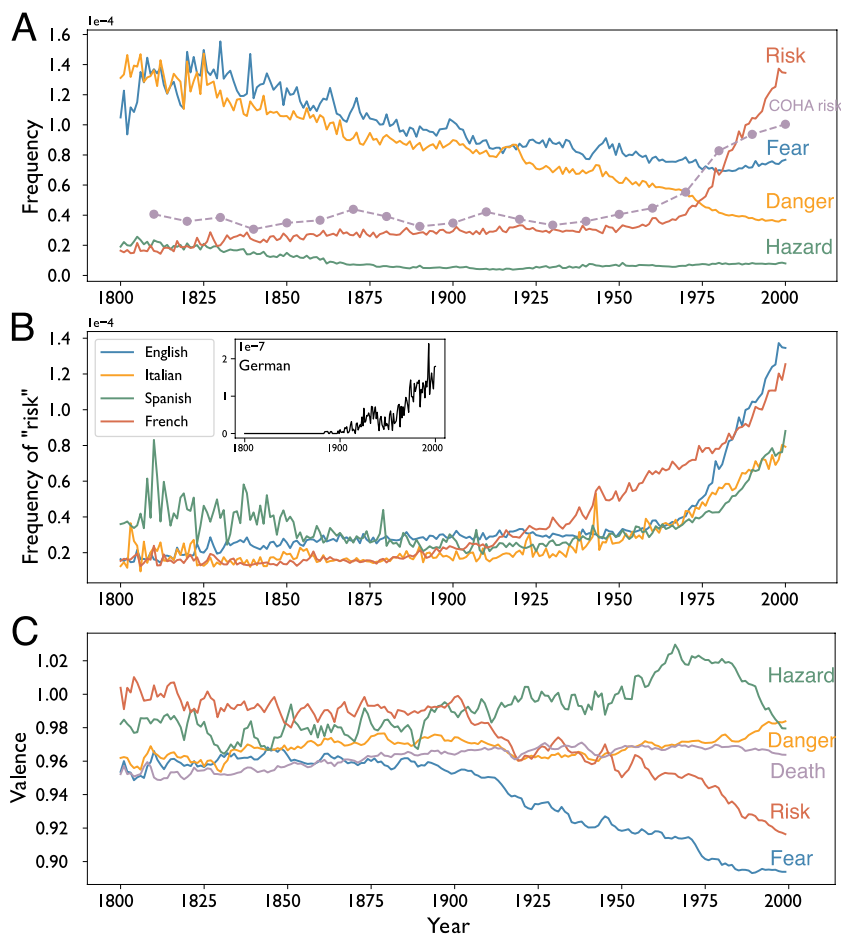 A
1e−4
1.6
1.4
1.2
1.0
0.8
0.6
0.4
0.2
0.0
Frequency
Risk
COHA risk
Fear
Danger
Hazard
1800 1825 1850 1875 1900 1925 1950 1975 2000
B
1e−4
1.4
1.2
1.0
0.8
0.6
0.4
0.2
Frequency of "risk"
English
Italian
Spanish
French
1e−7
German
2
1
0
1800 1900 2000
1800 1825 1850 1875 1900 1925 1950 1975 2000
C
1.02
1.00
0.98
0.96
0.94
0.92
0.90
Valence
Hazard
Danger
Death
Risk
Fear
1800 1825 1850 1875 1900 1925 1950 1975 2000
Year